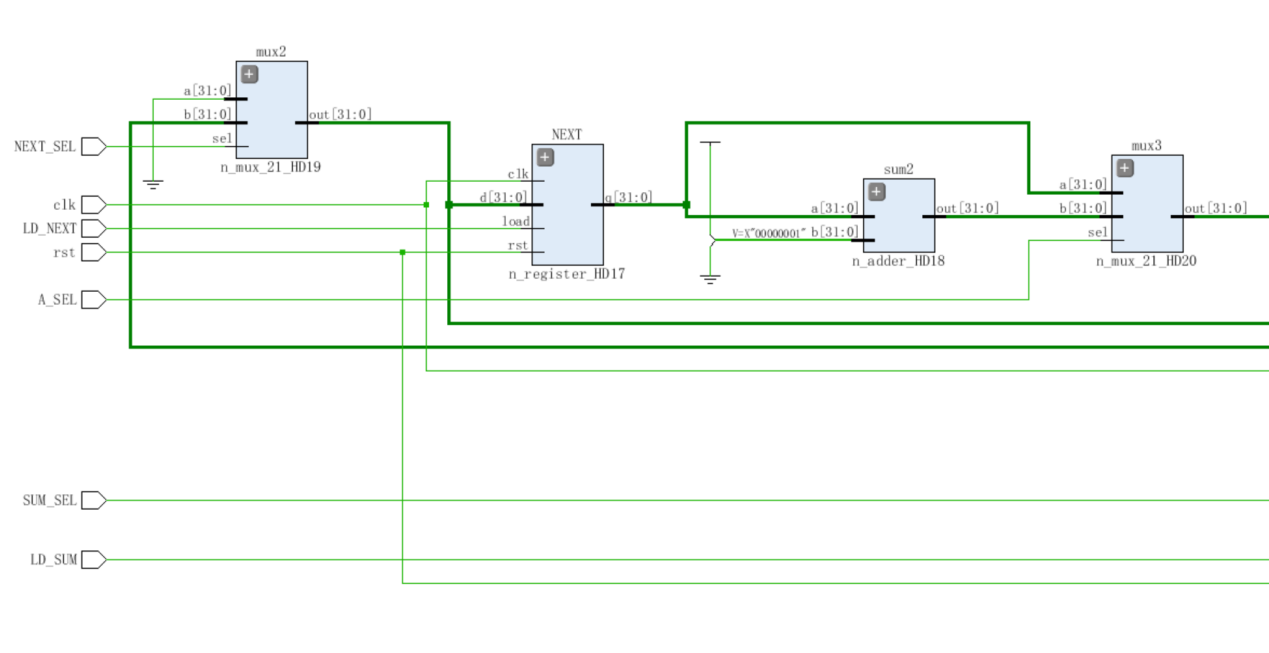 mux2
a[31:0]
b[31:0]
out[31:0]
sel
NEXT_SEL
n_mux_21_HD19
NEXT
clk
d[31:0]
q[31:0]
load
rst
n_register_HD17
clk
LD_NEXT
rst
A_SEL
sum2
a[31:0]
out[31:0]
V=X"00000001" b[31:0]
n_adder_HD18
mux3
a[31:0]
b[31:0]
out[31:0]
sel
n_mux_21_HD20
SUM_SEL
LD_SUM